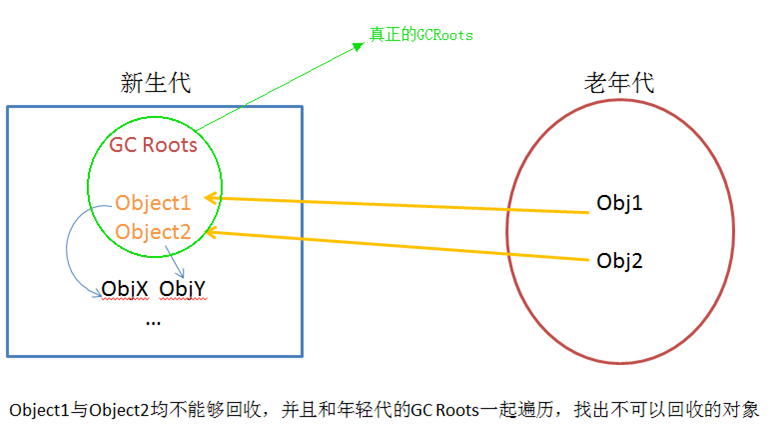 真正的GCRoots
新生代
老年代
GC Roots
Object1
Obj1
Object2
Obj2
ObjX ObjY
...
Object1与Object2均不能够回收，并且和年轻代的GC Roots一起遍历，找出不可以回收的对象